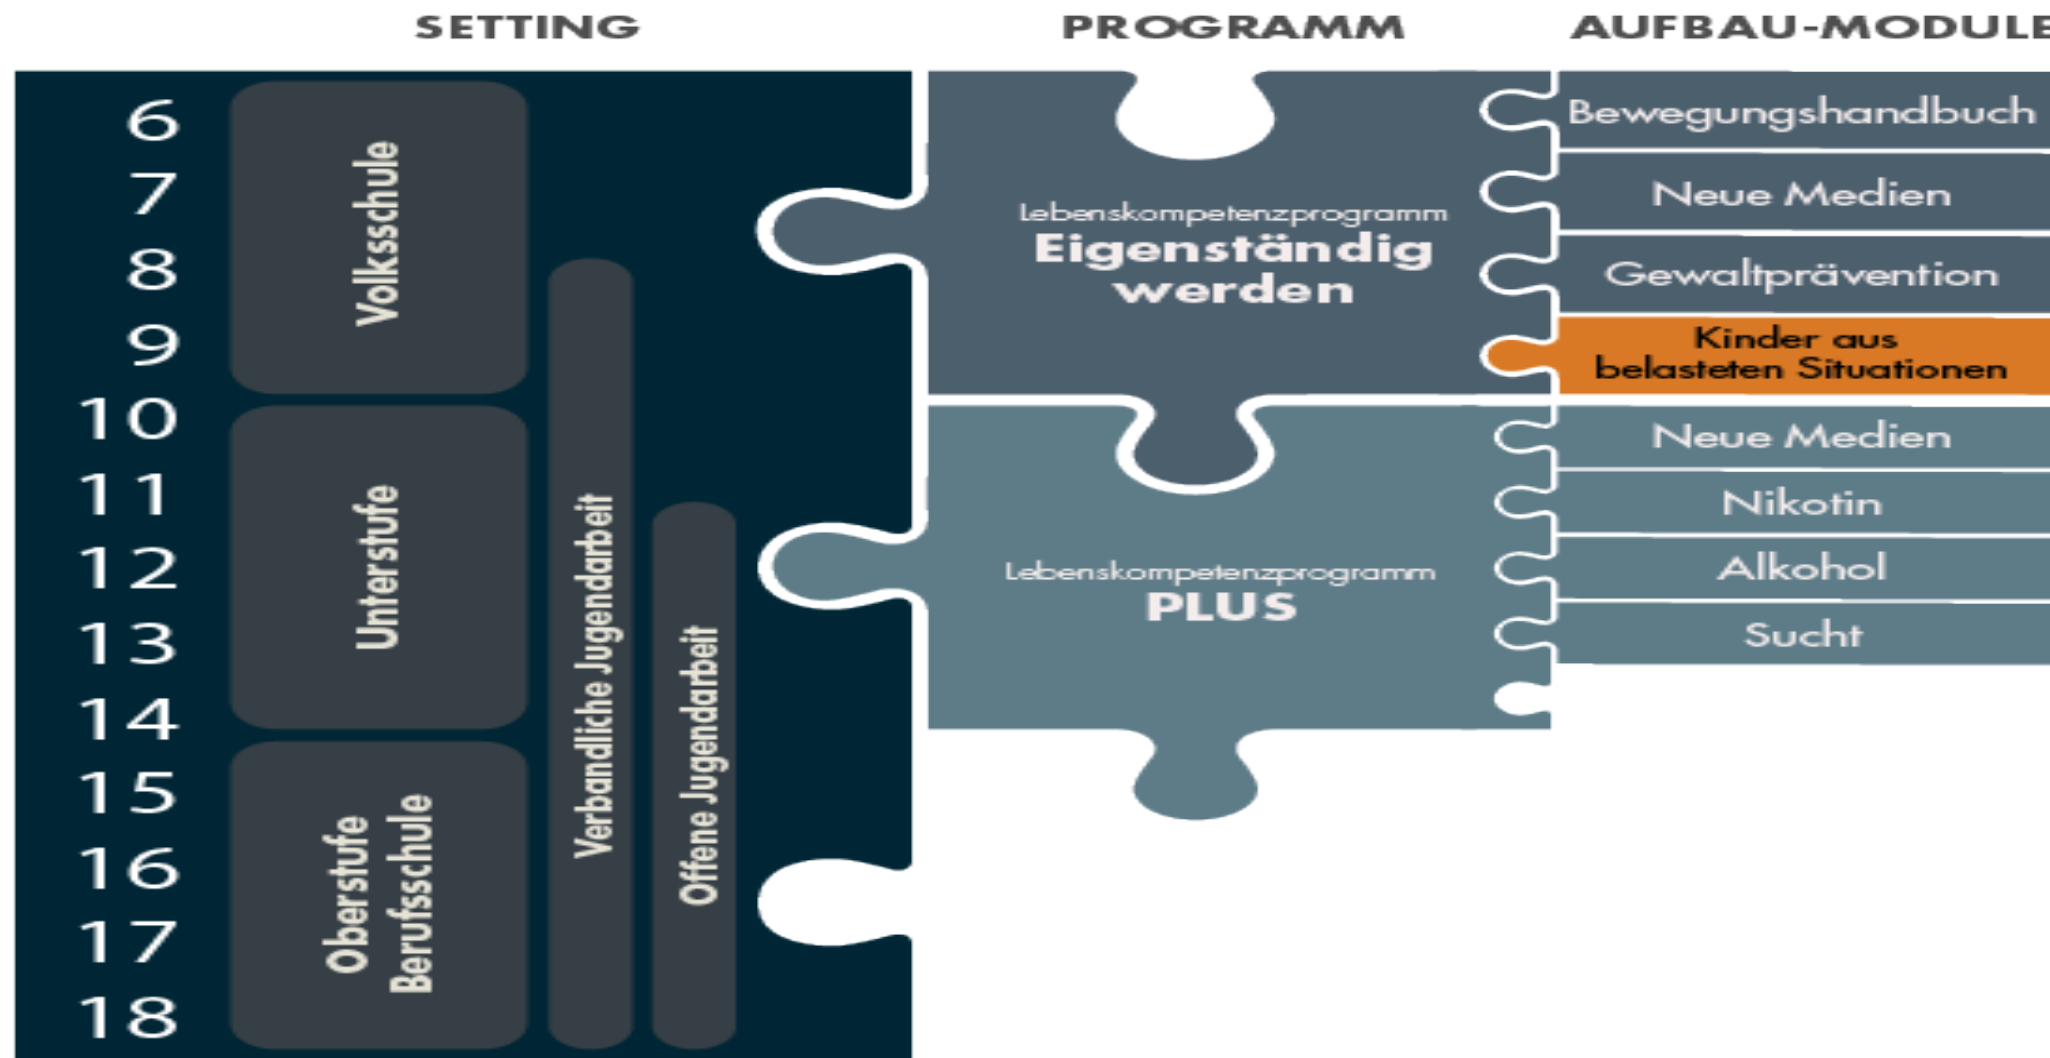 SETTING
PROGRAMM
AUFBAU-MODULE
6
7
8
9
10
11
12
13
14
15
16
17
18
Volksschule
Unterstufe
Oberstufe
Berufsschule
Verbandliche Jugendarbeit
Offene Jugendarbeit
Lebenskompetenzprogramm
Eigenständig
werden
Lebenskompetenzprogramm
PLUS
Bewegungshandbuch
Neue Medien
Gewaltprävention
Kinder aus
belasteten Situationen
Neue Medien
Nikotin
Alkohol
Sucht